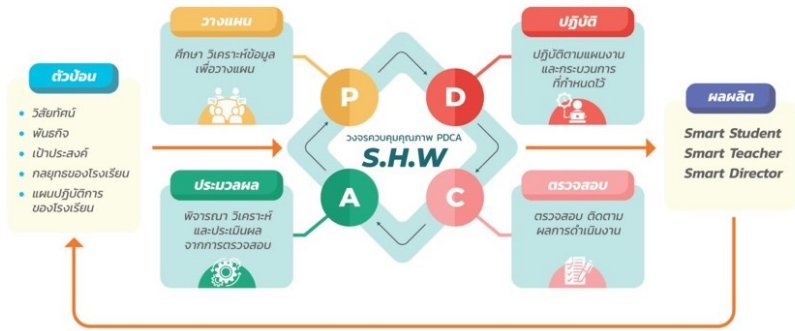 ตัวป้อน
วิสัยทัศน์
พันธกิจ
เป้าประสงค์
กลยุทธของโรงเรียน
แผนปฏิบัติการ
ของโรงเรียน
วางแผน
ศึกษา วิเคราะห์ข้อมูล
เพื่อวางแผน
ประมวลผล
พิจารณา วิเคราะห์
และประเมินผล
จากการตรวจสอบ
P
D
วงจรควบคุมคุณภาพ PDCA
S.H.W
A
C
ปฏิบัติ
ปฏิบัติตามแผนงาน
และกระบวนการ
ที่กำหนดไว้
ตรวจสอบ
ตรวจสอบ ติดตาม
ผลการดำเนินงาน
ผลผลิต
Smart Student
Smart Teacher
Smart Director